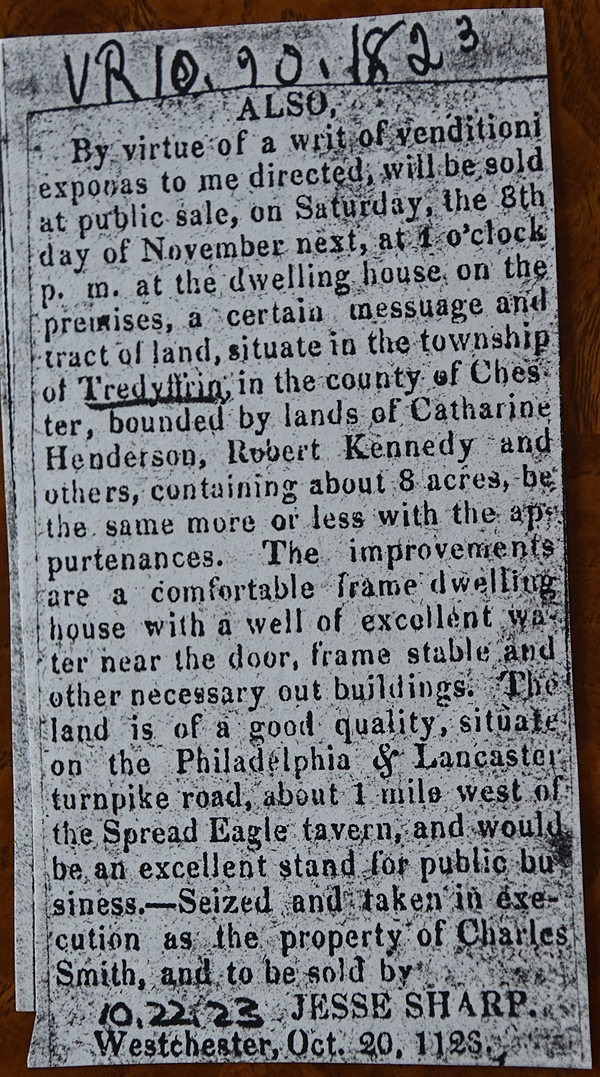 VR 10.20.1823
ALSO,
By virtue of a writ of venditioni
exponas to me directed, will be sold
at public sale, on Saturday, the 8th
day of November next, at 1 o'clock
p. m. at the dwelling house on the
premises, a certain messuage and
tract of land, situate in the township
of Tredyffrin, in the county of Ches-
ter, bounded by lands of Catharine
Henderson, Robert Kennedy and
others, containing about 8 acres, be
the same more or less with the ap-
purtenances. The improvements
are a comfortable frame dwelling
house with a well of excellent wa-
ter near the door, frame stable and
other necessary out buildings. The
land is of a good quality, situate
on the Philadelphia & Lancaster
turnpike road, about 1 mile west of
the Spread Eagle tavern, and would
be an excellent stand for public bu
siness.—Seized and taken in exe-
cution as the property of Charles
Smith, and to be sold by
10.22.23 JESSE SHARP.
Westchester, Oct. 20, 1123.